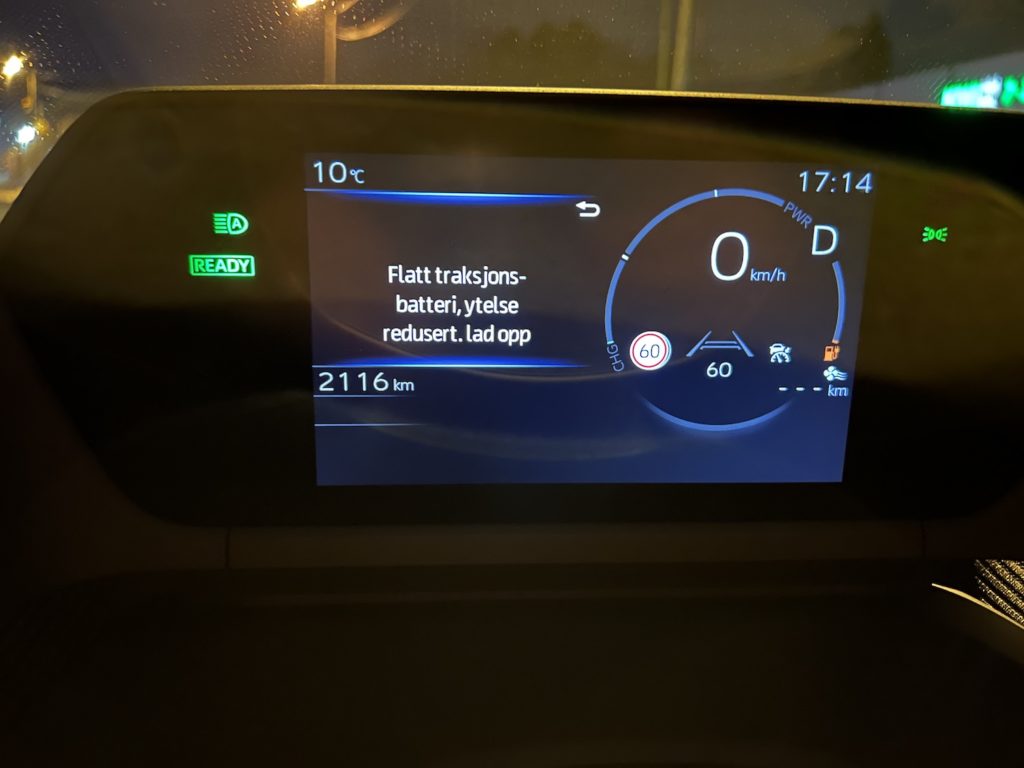 10°C
17:14
PWR
D
0 km/h
READY
A
Flatt traksjons-
batteri, ytelse
redusert. lad opp
CHG
60
60
2116 km
--- km